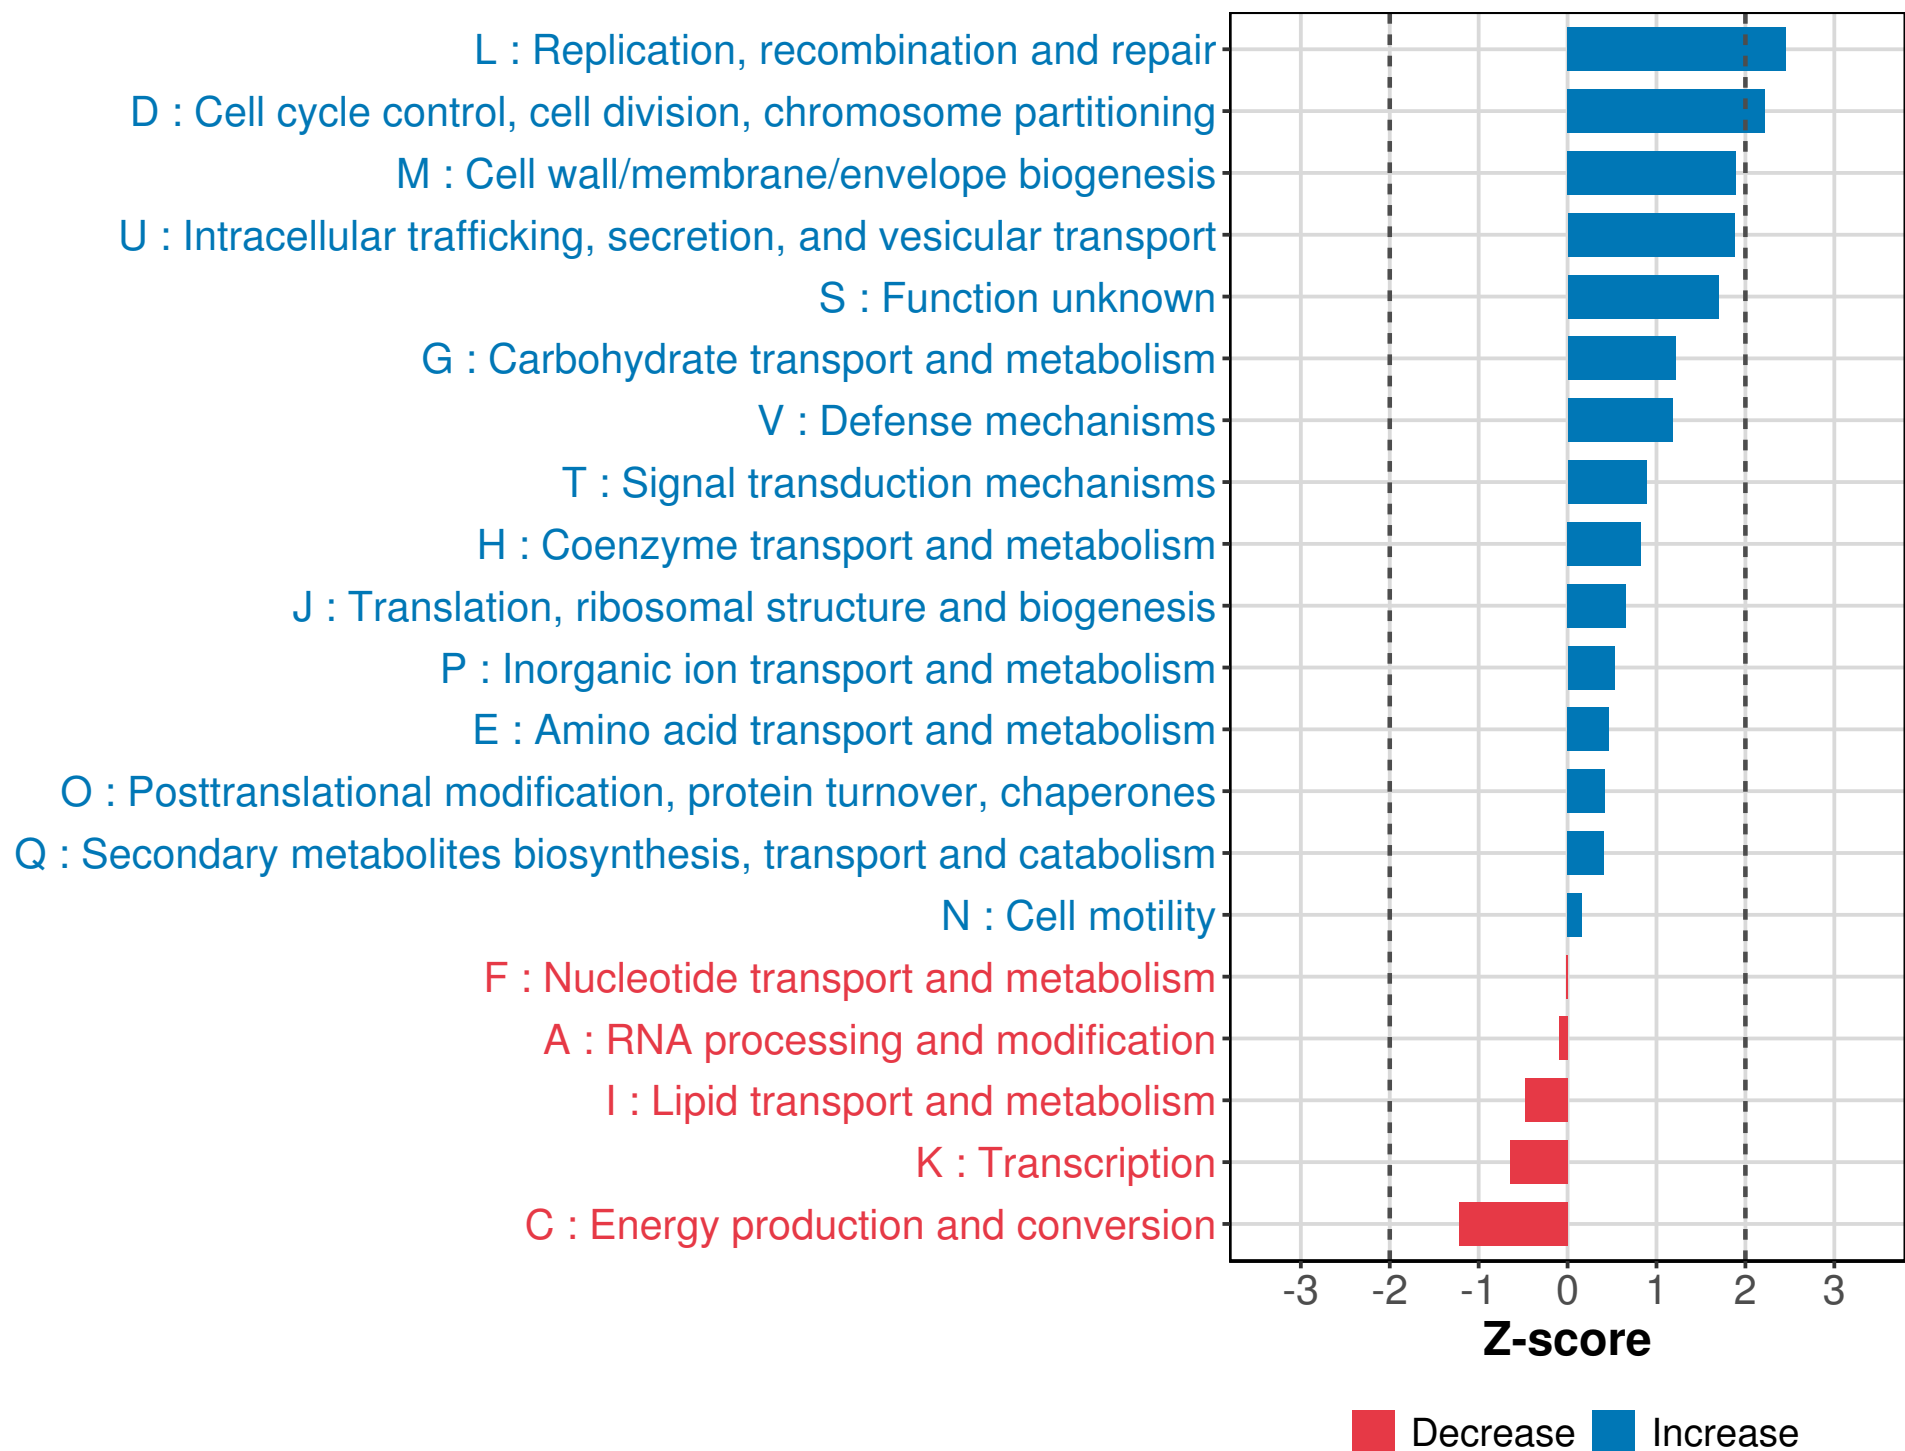 L : Replication, recombination and repair
D : Cell cycle control, cell division, chromosome partitioning
M : Cell wall/membrane/envelope biogenesis
U : Intracellular trafficking, secretion, and vesicular transport
S : Function unknown
G : Carbohydrate transport and metabolism
V : Defense mechanisms
T : Signal transduction mechanisms
H : Coenzyme transport and metabolism
J : Translation, ribosomal structure and biogenesis
P : Inorganic ion transport and metabolism
E : Amino acid transport and metabolism
O : Posttranslational modification, protein turnover, chaperones
Q : Secondary metabolites biosynthesis, transport and catabolism
N : Cell motility
F : Nucleotide transport and metabolism
A : RNA processing and modification
I : Lipid transport and metabolism
K : Transcription
C : Energy production and conversion
-3 -2 -1 0 1 2 3
Z-score
Decrease Increase